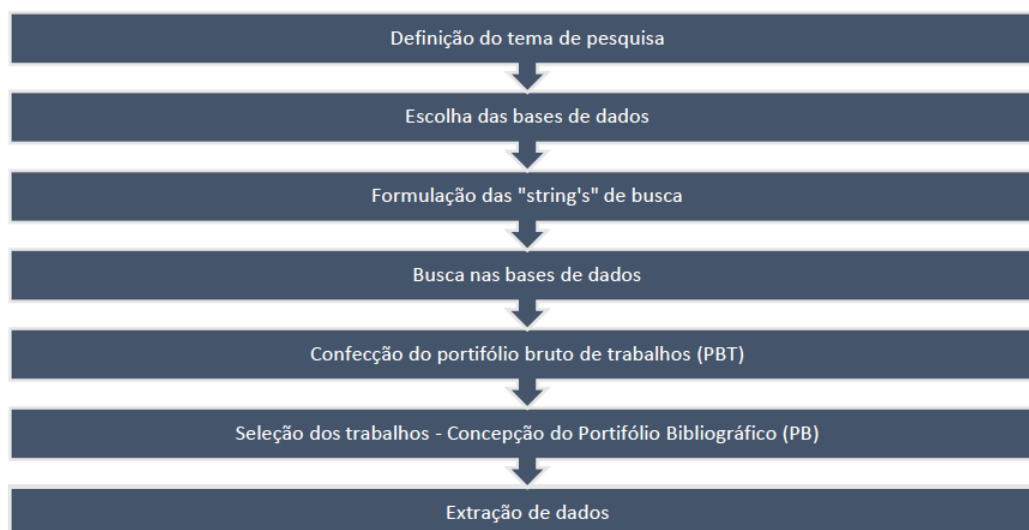 Definição do tema de pesquisa
Escolha das bases de dados
Formulação das "string's" de busca
Busca nas bases de dados
Confecção do portifólio bruto de trabalhos (PBT)
Seleção dos trabalhos - Concepção do Portifólio Bibliográfico (PB)
Extração de dados